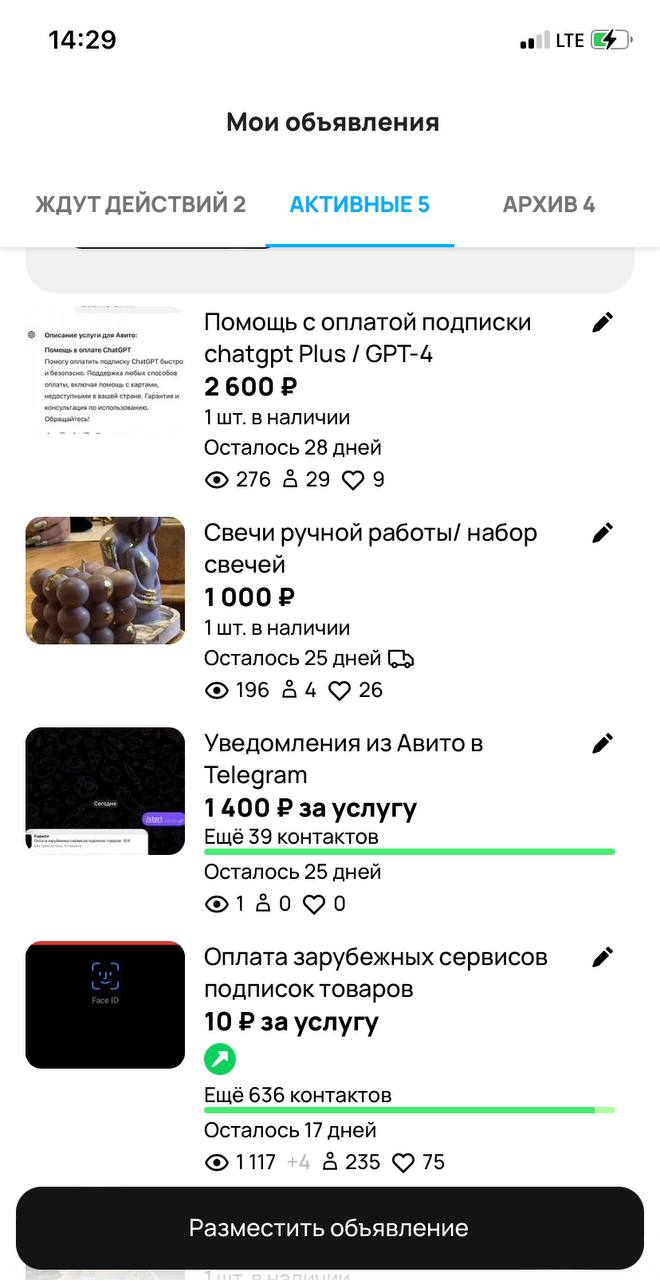 14:29
LTE
Мои объявления
ЖДУТ ДЕЙСТВИЙ 2 АКТИВНЫЕ 5 АРХИВ 4
Описание услуги для Авито:
Помощь в оплате ChatGPT
Помогу оплатить подписку ChatGPT быстро
и безопасно. Поддержка любых способов
оплаты, включая помощь с картами,
недоступными в вашей стране. Гарантия и
консультация по использованию.
Обращайтесь!
Помощь с оплатой подписки
chatgpt Plus / GPT-4
2 600 ₽
1 шт. в наличии
Осталось 28 дней
276 29 9
Свечи ручной работы/ набор
свечей
1 000 ₽
1 шт. в наличии
Осталось 25 дней
196 4 26
Сегодня
/start
Кирилл
Уведомления из Авито в
Telegram
1 400 ₽ за услугу
Ещё 39 контактов
Осталось 25 дней
1 0 0
Face ID
Оплата зарубежных сервисов
подписок товаров
10 ₽ за услугу
Ещё 636 контактов
Осталось 17 дней
1 117 +4 235 75
Разместить объявление
1 шт. в наличии